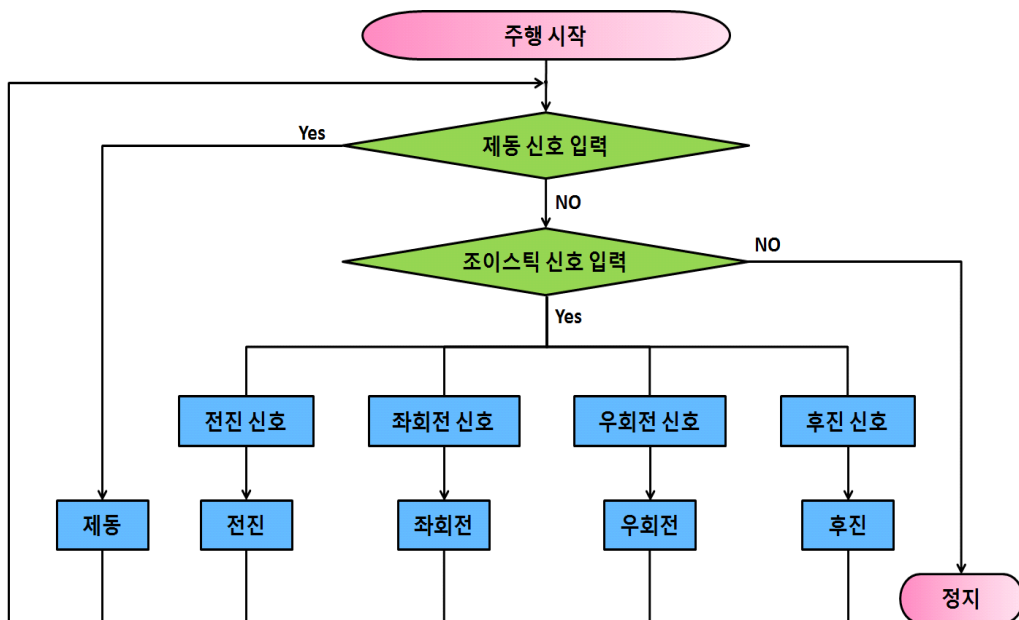 주행 시작
Yes
제동 신호 입력
NO
조이스틱 신호 입력
NO
Yes
전진 신호
좌회전 신호
우회전 신호
후진 신호
제동
전진
좌회전
우회전
후진
정지